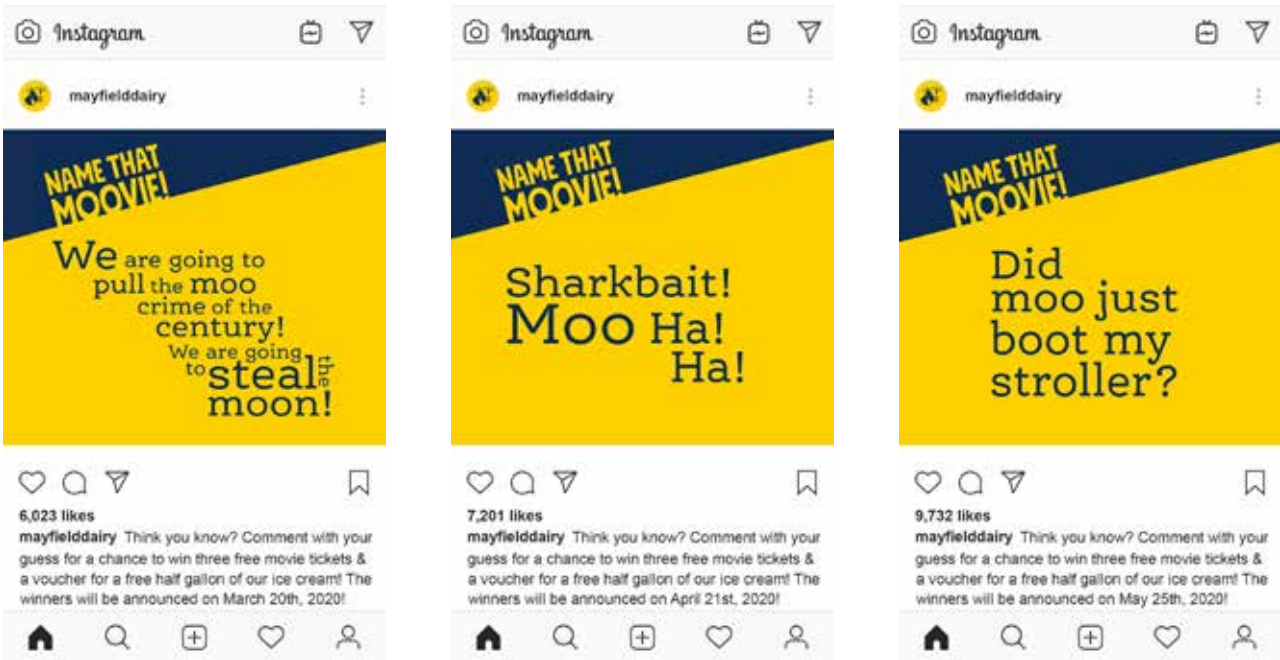 Instagram
mayfielddairy
NAME THAT
MOOVIE!
We are going to
pull the moo
crime of the
century!
We are going
to steal the
moon!
6,023 likes
mayfielddairy Think you know? Comment with your
guess for a chance to win three free movie tickets &
a voucher for a free half gallon of our ice cream! The
winners will be announced on March 20th, 2020!
Instagram
mayfielddairy
NAME THAT
MOOVIE!
Sharkbait!
Moo Ha!
Ha!
7,201 likes
mayfielddairy Think you know? Comment with your
guess for a chance to win three free movie tickets &
a voucher for a free half gallon of our ice cream! The
winners will be announced on April 21st, 2020!
Instagram
mayfielddairy
NAME THAT
MOOVIE!
Did
moo just
boot my
stroller?
9,732 likes
mayfielddairy Think you know? Comment with your
guess for a chance to win three free movie tickets &
a voucher for a free half gallon of our ice cream! The
winners will be announced on May 25th, 2020!